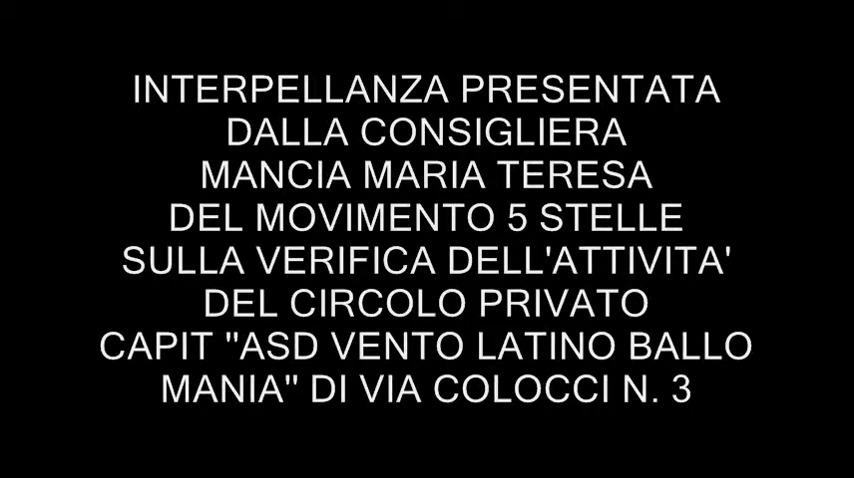 INTERPELLANZA PRESENTATA
DALLA CONSIGLIERA
MANCIA MARIA TERESA
DEL MOVIMENTO 5 STELLE
SULLA VERIFICA DELL'ATTIVITA'
DEL CIRCOLO PRIVATO
CAPIT "ASD VENTO LATINO BALLO
MANIA" DI VIA COLOCCI N. 3